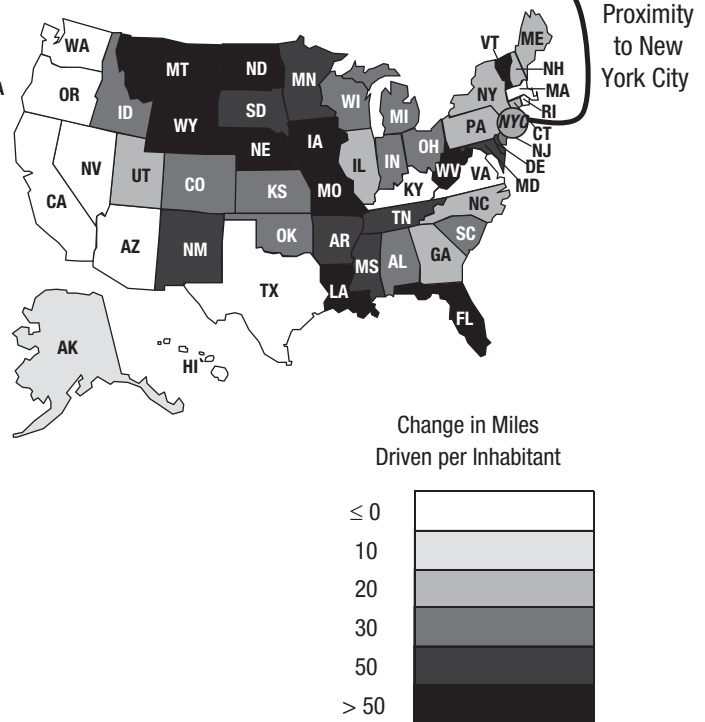 Proximity
to New
York City
A
WA
OR
ID
MT
ND
MN
SD
WY
WI
MI
VT
ME
NH
MA
NY
RI
PA
NYC
CT
NJ
DE
MD
NV
UT
CO
NE
IA
IL
IN
OH
WV
VA
CA
KS
MO
KY
NC
AZ
NM
OK
AR
TN
SC
TX
LA
MS
AL
GA
FL
AK
HI
Change in Miles
Driven per Inhabitant
≤ 0
10
20
30
50
> 50